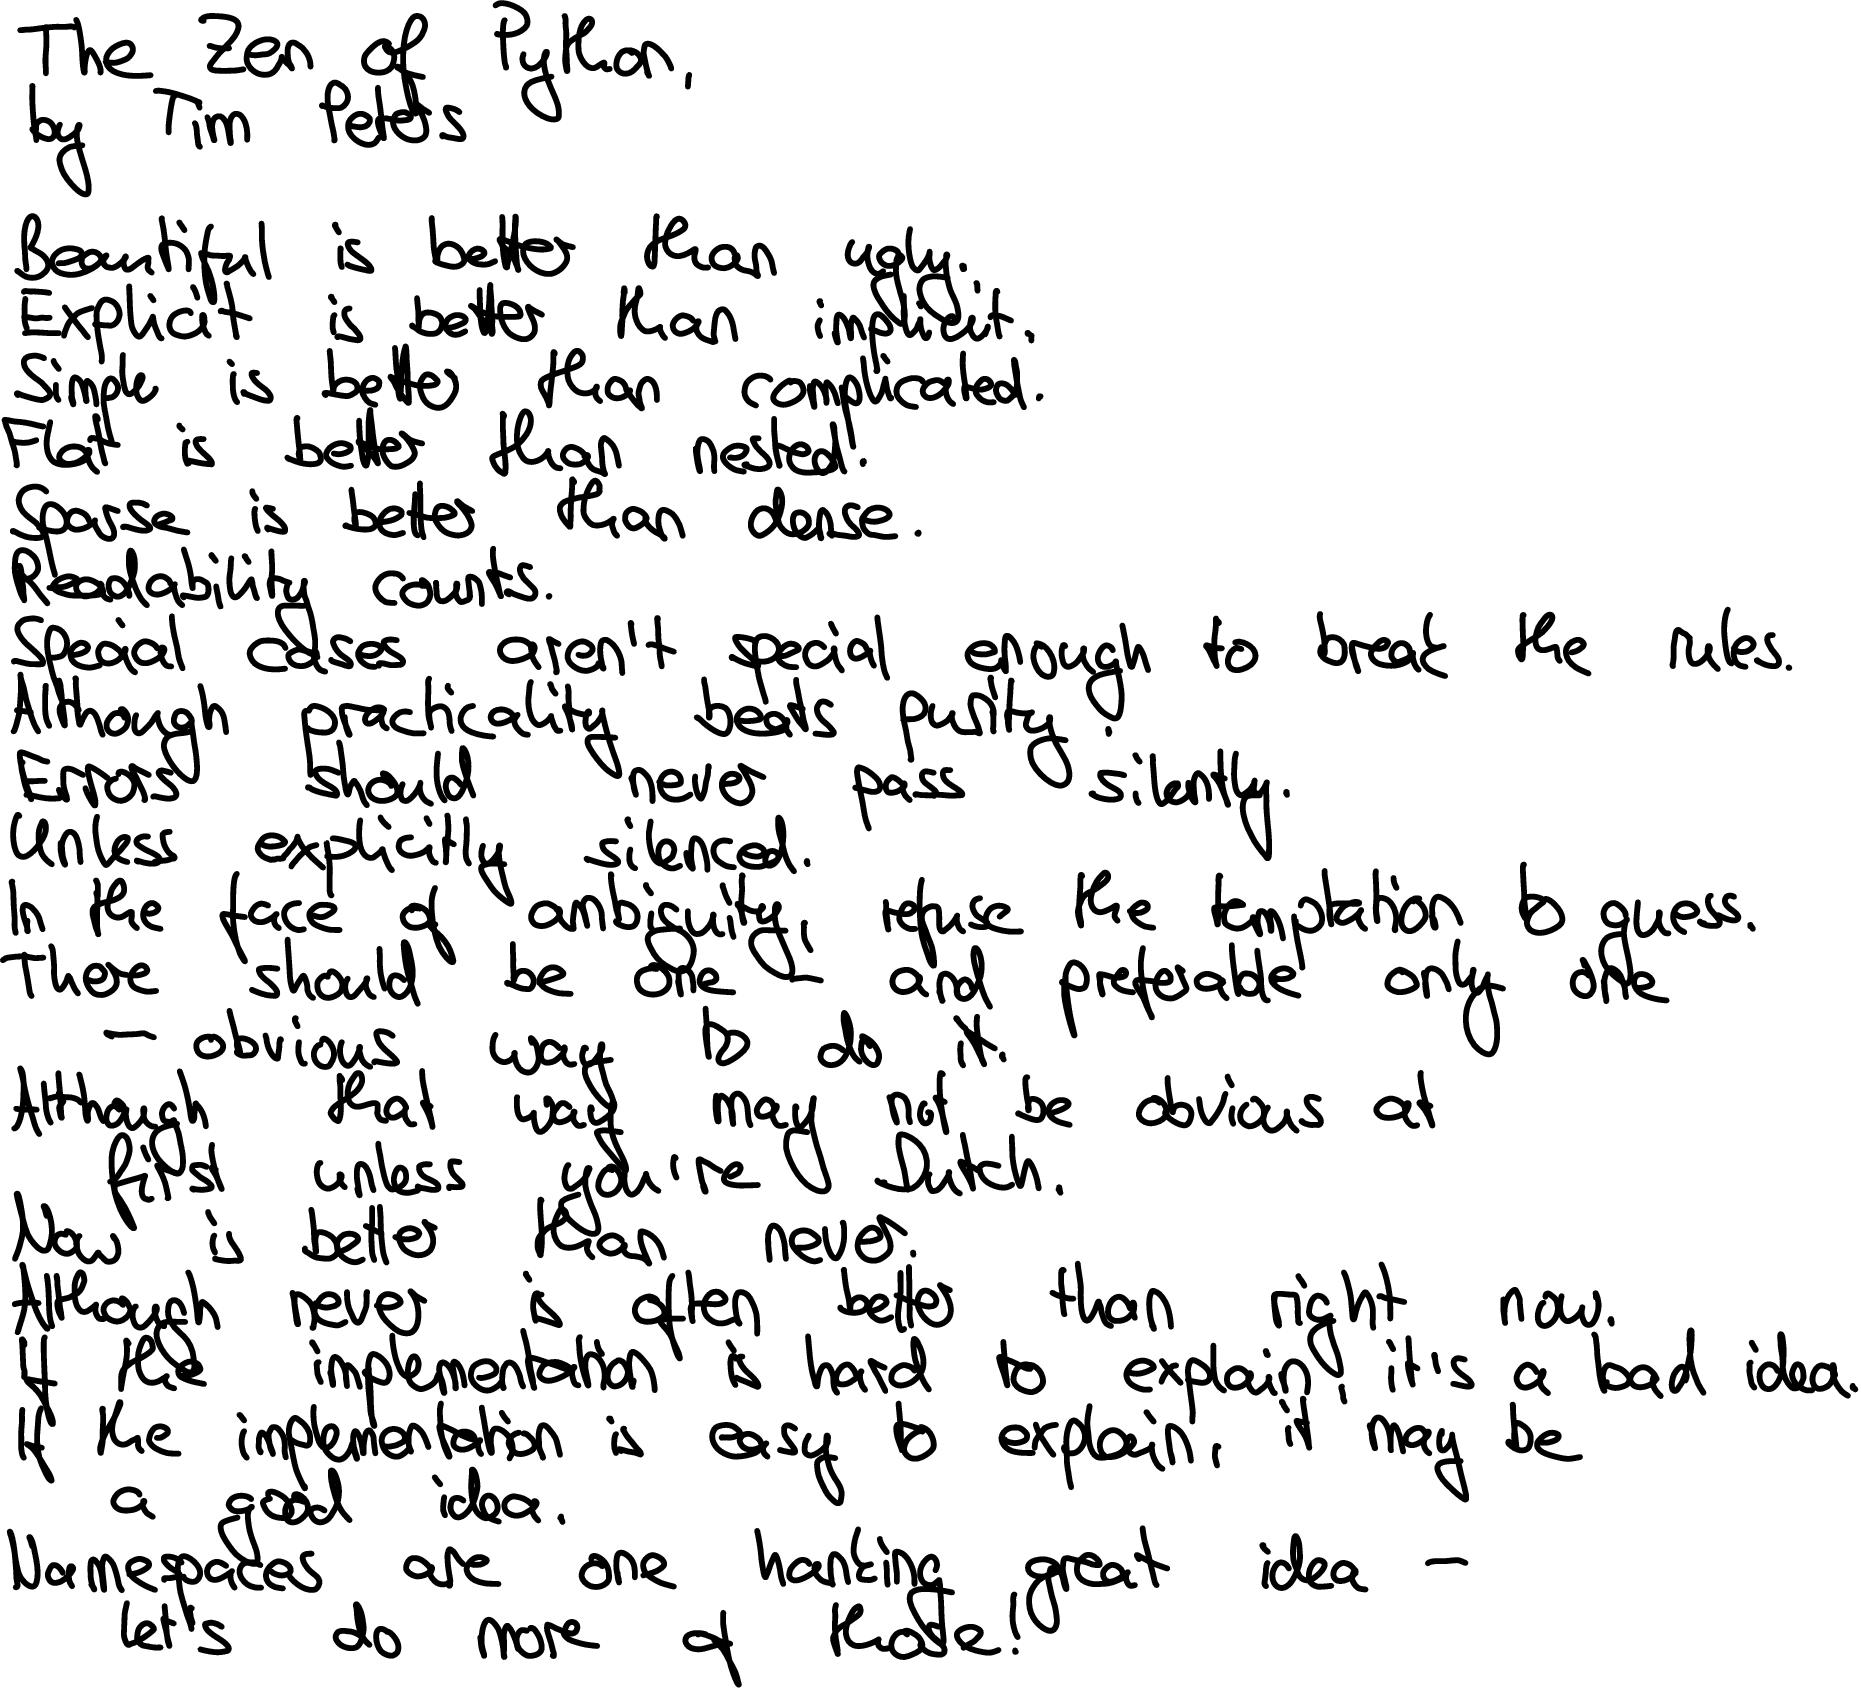 The Zen of Python,
by Tim Peters
Beautiful is better than ugly.
Explicit is better than implicit.
Simple is better than complicated.
Flat is better than nested.
Sparse is better than dense.
Readability counts.
Special cases aren't special enough to break the rules.
Although practicality beats purity.
Errors should never pass silently.
Unless explicitly silenced.
In the face of ambiguity, refuse the temptation to guess.
There should be one - and preferable only one
- obvious way to do it.
Although that way may not be obvious at
first unless you're Dutch.
Now is better than never.
Although never is often better than right now.
If the implementation is hard to explain, it's a bad idea.
If the implementation is easy to explain, it may be
a good idea.
Namespaces are one honking great idea -
let's do more of those!